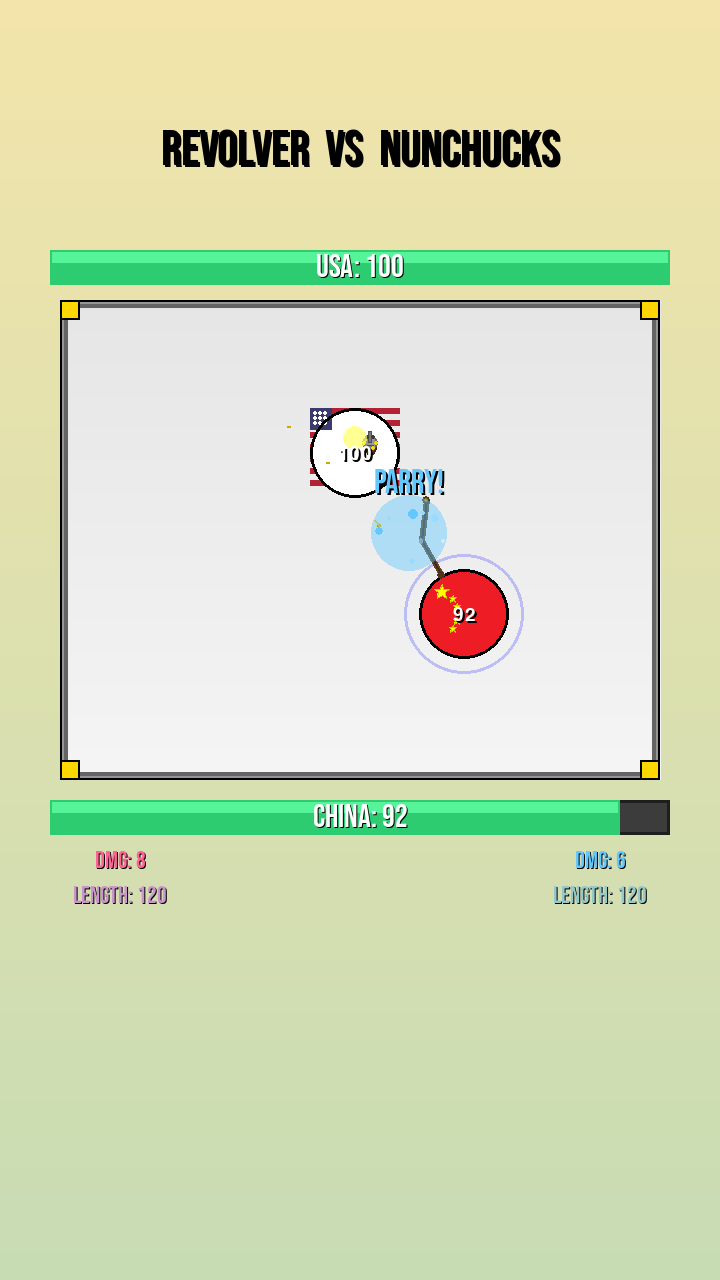 REVOLVER VS NUNCHUCKS
USA: 100
100
PARRY!
92
CHINA: 92
DMG: 8
DMG: 6
LENGTH: 120
LENGTH: 120